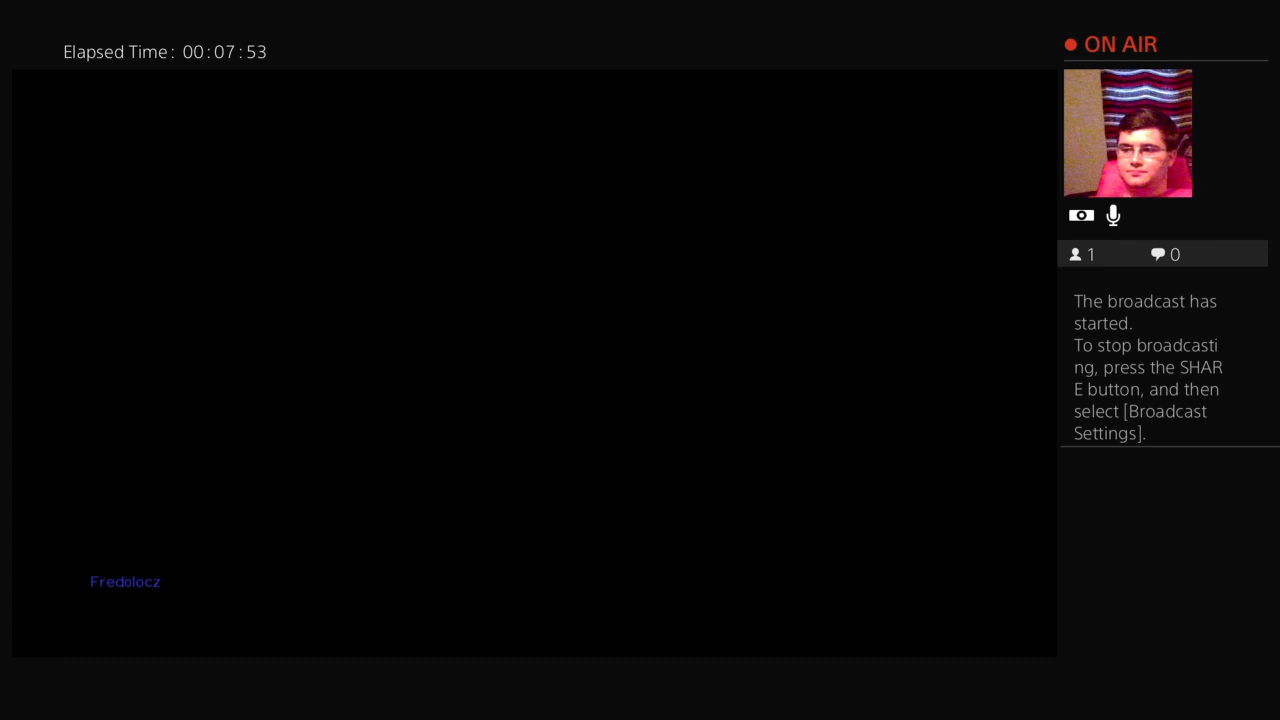 Elapsed Time: 00:07:53
ON AIR
1 0
The broadcast has
started.
To stop broadcasti
ng, press the SHAR
E button, and then
select [Broadcast
Settings].
Fredolocz